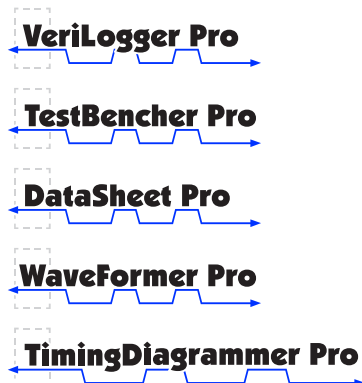 VeriLogger Pro
TestBencher Pro
DataSheet Pro
WaveFormer Pro
TimingDiagrammer Pro